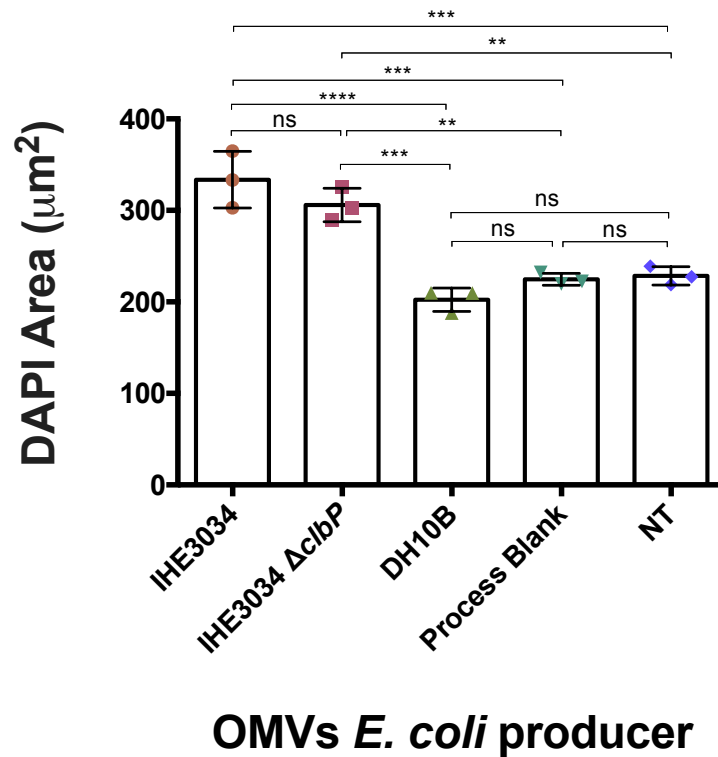 ***
**
***
****
ns
**
***
ns
ns
ns
DAPI Area (μm²)
400
300
200
100
0
IHE3034
IHE3034 ΔclbP
DH10B
Process Blank
NT
OMVs E. coli producer